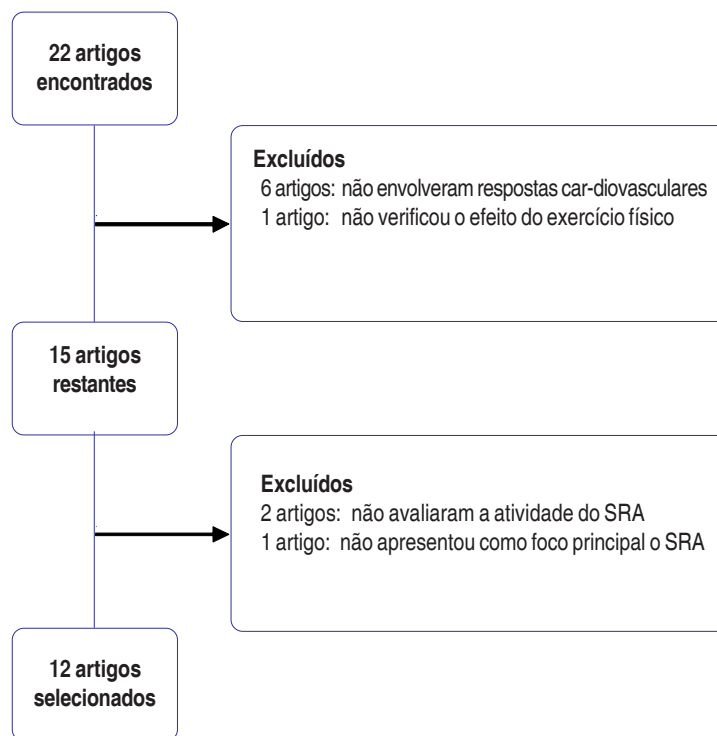 22 artigos
encontrados
Excluídos
6 artigos: não envolveram respostas car-diovasculares
1 artigo: não verificou o efeito do exercício físico
15 artigos
restantes
Excluídos
2 artigos: não avaliaram a atividade do SRA
1 artigo: não apresentou como foco principal o SRA
12 artigos
selecionados